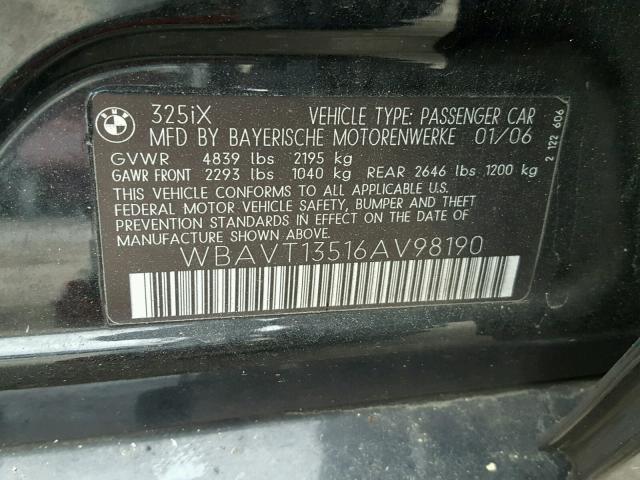 BMW
325iX VEHICLE TYPE: PASSENGER CAR
MFD BY BAYERISCHE MOTORENWERKE 01/06
GVWR 4839 lbs 2195 kg
GAWR FRONT 2293 lbs 1040 kg REAR 2646 lbs 1200 kg
THIS VEHICLE CONFORMS TO ALL APPLICABLE U.S.
FEDERAL MOTOR VEHICLE SAFETY, BUMPER AND THEFT
PREVENTION STANDARDS IN EFFECT ON THE DATE OF
MANUFACTURE SHOWN ABOVE.
WBAVT13516AV98190
2 122 606